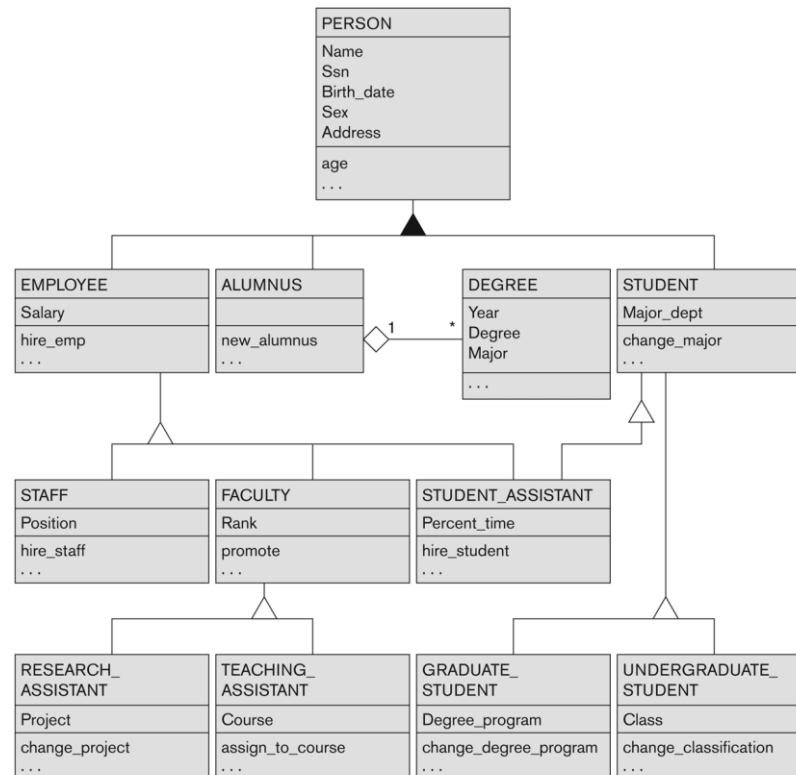 PERSON
Name
Ssn
Birth_date
Sex
Address
age
. . .
EMPLOYEE
Salary
hire_emp
. . .
ALUMNUS
new_alumnus
. . .
1
*
DEGREE
Year
Degree
Major
. . .
STUDENT
Major_dept
change_major
. . .
STAFF
Position
hire_staff
. . .
FACULTY
Rank
promote
. . .
STUDENT_ASSISTANT
Percent_time
hire_student
. . .
RESEARCH_
ASSISTANT
Project
change_project
. . .
TEACHING_
ASSISTANT
Course
assign_to_course
. . .
GRADUATE_
STUDENT
Degree_program
change_degree_program
. . .
UNDERGRADUATE_
STUDENT
Class
change_classification
. . .